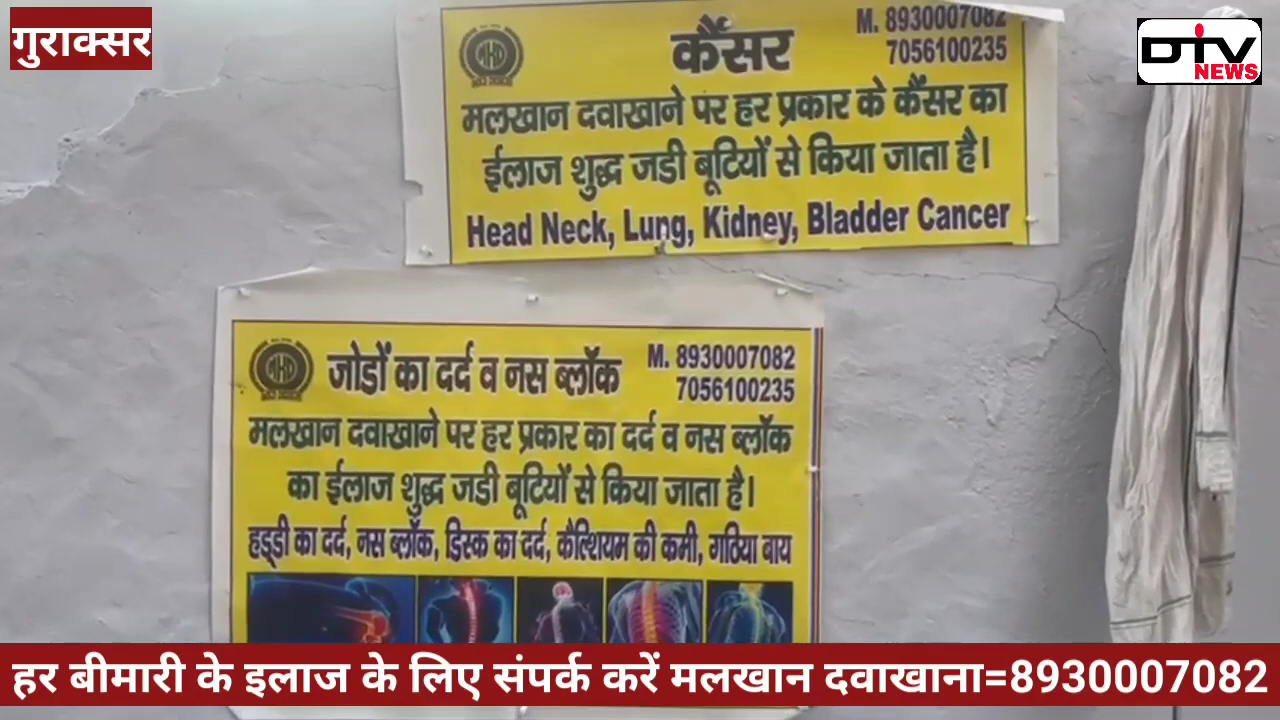 गुराक्सर
DTV
NEWS
कैंसर
M. 8930007082
7056100235
मलखान दवाखाने पर हर प्रकार के कैंसर का
ईलाज शुद्ध जडी बूटियों से किया जाता है।
Head Neck, Lung, Kidney, Bladder Cancer
जोडों का दर्द व नस ब्लॉक
M. 8930007082
7056100235
मलखान दवाखाने पर हर प्रकार का दर्द व नस ब्लॉक
का ईलाज शुद्ध जडी बूटियों से किया जाता है।
हड्डी का दर्द, नस ब्लॉक, डिस्क का दर्द, कैल्शियम की कमी, गठिया बाय
हर बीमारी के इलाज के लिए संपर्क करें मलखान दवाखाना=8930007082